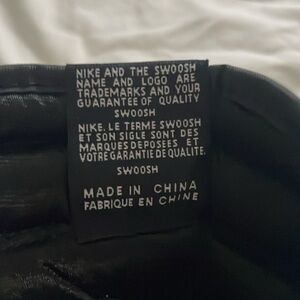 NIKE AND THE SWOOSH
NAME AND LOGO ARE
TRADEMARKS AND YOUR
GUARANTEE OF QUALITY
SWOOSH
NIKE. LE TERME SWOOSH
ET SON SIGLE SONT DES
MARQUES DEPOSEES ET
VOTRE GARANTIE DE QUALITE.
SWOOSH
MADE IN CHINA
FABRIQUE EN CHINE